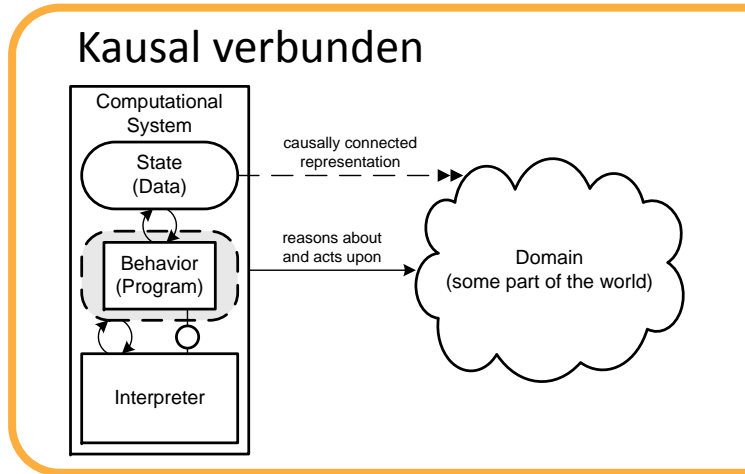 Kausal verbunden
Computational
System
State
(Data)
causally connected
representation
Behavior
(Program)
reasons about
and acts upon
Domain
(some part of the world)
Interpreter